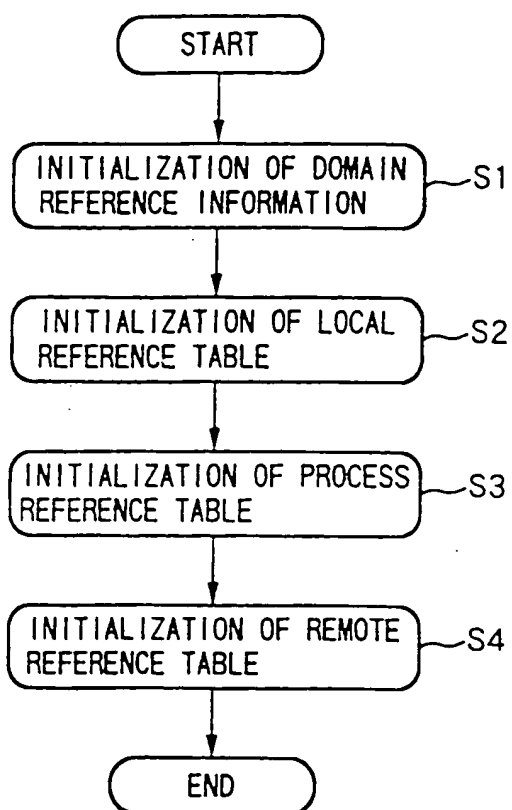 START
INITIALIZATION OF DOMAIN
REFERENCE INFORMATION
S1
INITIALIZATION OF LOCAL
REFERENCE TABLE
S2
INITIALIZATION OF PROCESS
REFERENCE TABLE
S3
INITIALIZATION OF REMOTE
REFERENCE TABLE
S4
END